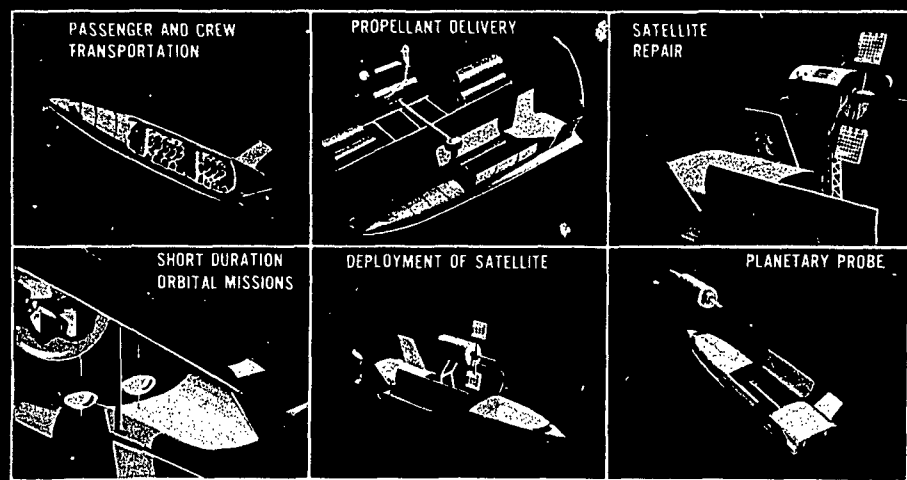 PASSENGER AND CREW
TRANSPORTATION
PROPELLANT DELIVERY
SATELLITE
REPAIR
SHORT DURATION
ORBITAL MISSIONS
DEPLOYMENT OF SATELLITE
PLANETARY PROBE